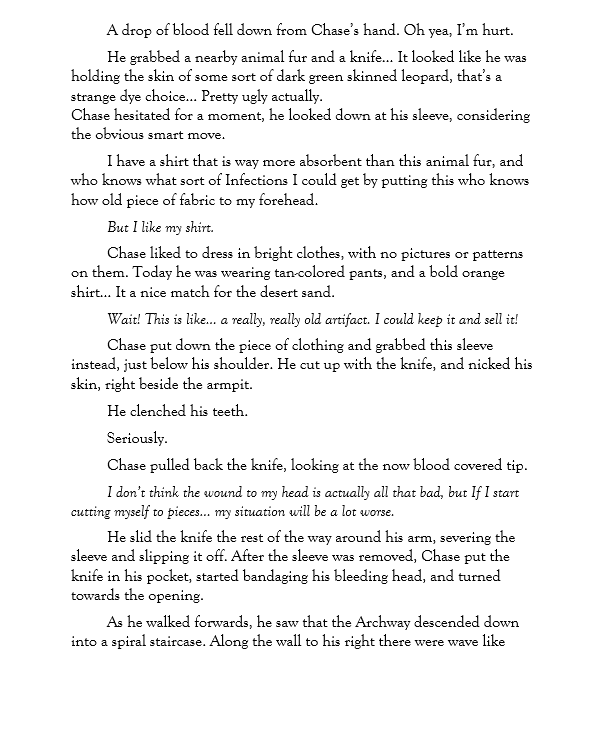 A drop of blood fell down from Chase's hand. Oh yea, I'm hurt.
He grabbed a nearby animal fur and a knife... It looked like he was
holding the skin of some sort of dark green skinned leopard, that's a
strange dye choice... Pretty ugly actually.
Chase hesitated for a moment, he looked down at his sleeve, considering
the obvious smart move.
I have a shirt that is way more absorbent than this animal fur, and
who knows what sort of Infections I could get by putting this who knows
how old piece of fabric to my forehead.
But I like my shirt.
Chase liked to dress in bright clothes, with no pictures or patterns
on them. Today he was wearing tan-colored pants, and a bold orange
shirt... It a nice match for the desert sand.
Wait! This is like... a really, really old artifact. I could keep it and sell it!
Chase put down the piece of clothing and grabbed this sleeve
instead, just below his shoulder. He cut up with the knife, and nicked his
skin, right beside the armpit.
He clenched his teeth.
Seriously.
Chase pulled back the knife, looking at the now blood covered tip.
I don't think the wound to my head is actually all that bad, but If I start
cutting myself to pieces... my situation will be a lot worse.
He slid the knife the rest of the way around his arm, severing the
sleeve and slipping it off. After the sleeve was removed, Chase put the
knife in his pocket, started bandaging his bleeding head, and turned
towards the opening.
As he walked forwards, he saw that the Archway descended down
into a spiral staircase. Along the wall to his right there were wave like